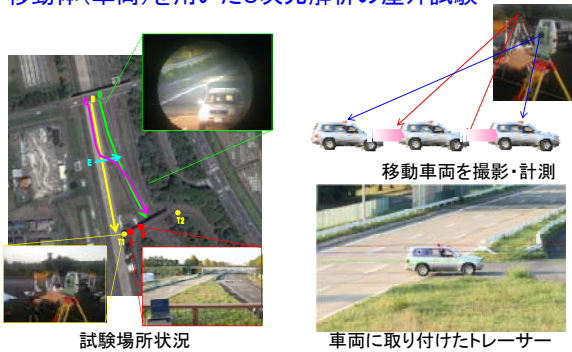 移動体(車両)を用いた3次元解析の屋外試験
B
E
T1
T2
移動車両を撮影・計測
試験場所状況
車両に取り付けたトレーサー